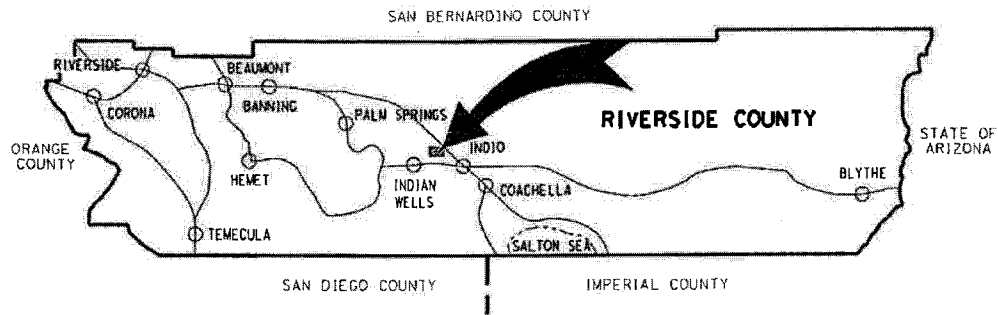 SAN BERNARDINO COUNTY
RIVERSIDE
BEAUMONT
CORONA
BANNING
PALM SPRINGS
RIVERSIDE COUNTY
STATE OF
ARIZONA
ORANGE
COUNTY
HEMET
INDIO
INDIAN
WELLS
COACHELLA
BLYTHE
TEMECULA
SALTON SEA
SAN DIEGO COUNTY
IMPERIAL COUNTY